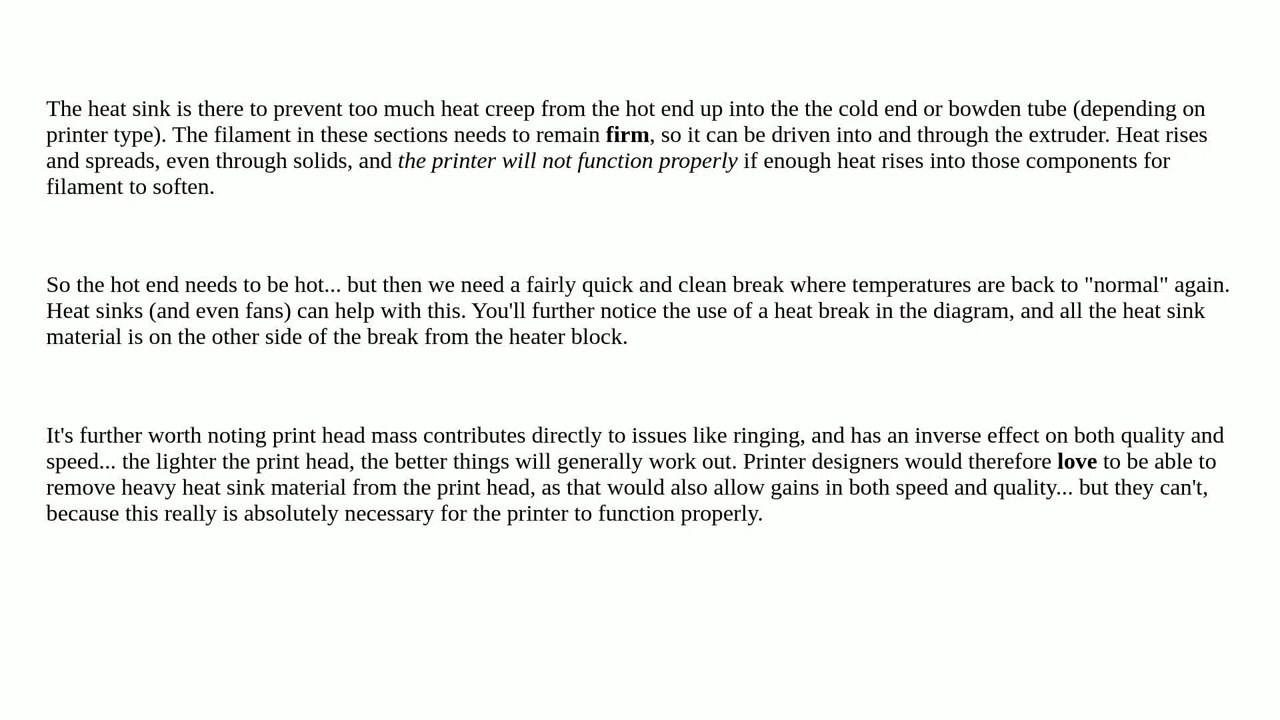 The heat sink is there to prevent too much heat creep from the hot end up into the the cold end or bowden tube (depending on
printer type). The filament in these sections needs to remain firm, so it can be driven into and through the extruder. Heat rises
and spreads, even through solids, and the printer will not function properly if enough heat rises into those components for
filament to soften.
So the hot end needs to be hot... but then we need a fairly quick and clean break where temperatures are back to "normal" again.
Heat sinks (and even fans) can help with this. You'll further notice the use of a heat break in the diagram, and all the heat sink
material is on the other side of the break from the heater block.
It's further worth noting print head mass contributes directly to issues like ringing, and has an inverse effect on both quality and
speed... the lighter the print head, the better things will generally work out. Printer designers would therefore love to be able to
remove heavy heat sink material from the print head, as that would also allow gains in both speed and quality... but they can't,
because this really is absolutely necessary for the printer to function properly.